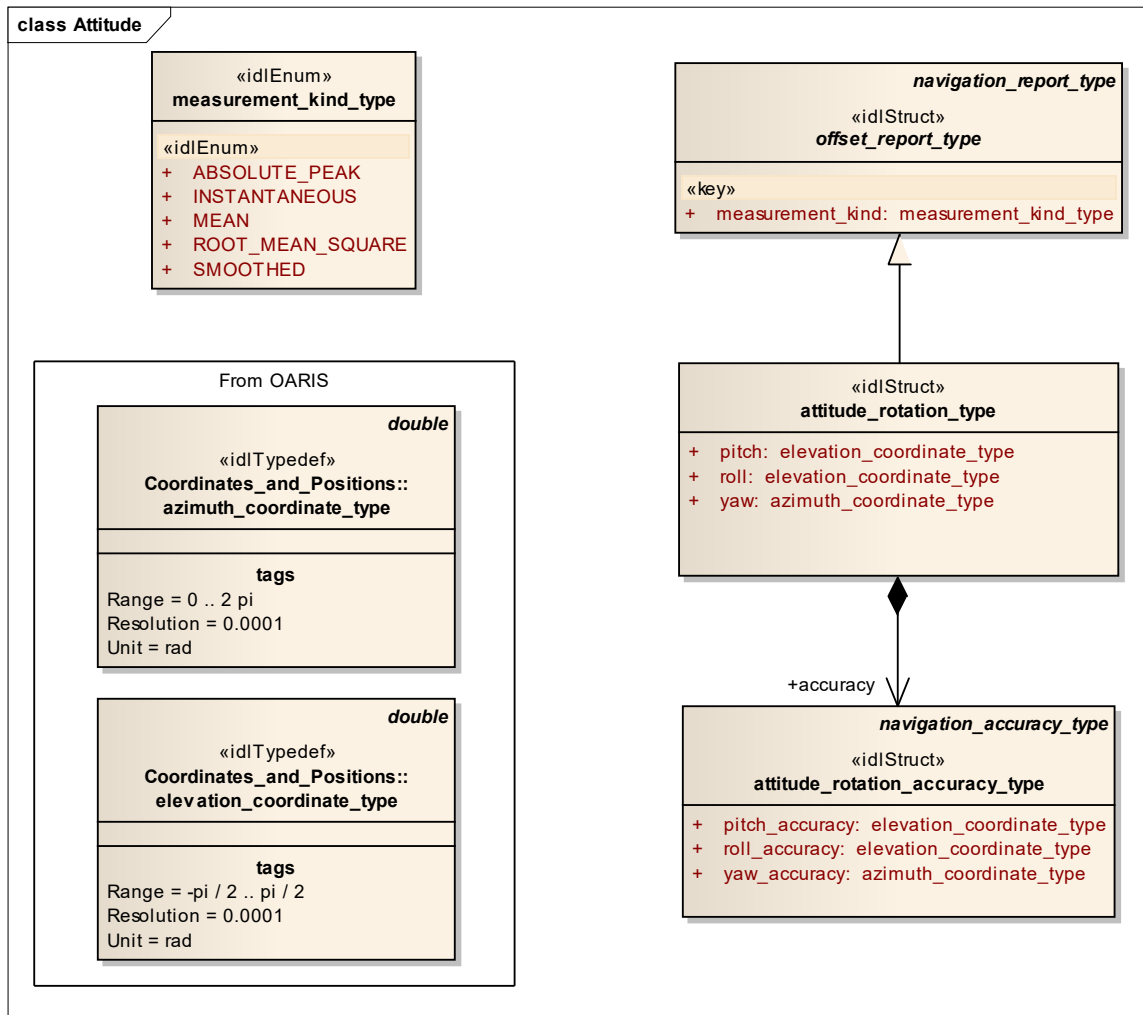 class Attitude
«idlEnum»
measurement_kind_type
«idlEnum»
+ ABSOLUTE_PEAK
+ INSTANTANEOUS
+ MEAN
+ ROOT_MEAN_SQUARE
+ SMOOTHED
navigation_report_type
«idlStruct»
offset_report_type
«key»
+ measurement_kind: measurement_kind_type
From OARIS
double
«idlTypedef»
Coordinates_and_Positions::
azimuth_coordinate_type
tags
Range = 0 .. 2 pi
Resolution = 0.0001
Unit = rad
double
«idlTypedef»
Coordinates_and_Positions::
elevation_coordinate_type
tags
Range = -pi / 2 .. pi / 2
Resolution = 0.0001
Unit = rad
«idlStruct»
attitude_rotation_type
+ pitch: elevation_coordinate_type
+ roll: elevation_coordinate_type
+ yaw: azimuth_coordinate_type
+accuracy
navigation_accuracy_type
«idlStruct»
attitude_rotation_accuracy_type
+ pitch_accuracy: elevation_coordinate_type
+ roll_accuracy: elevation_coordinate_type
+ yaw_accuracy: azimuth_coordinate_type